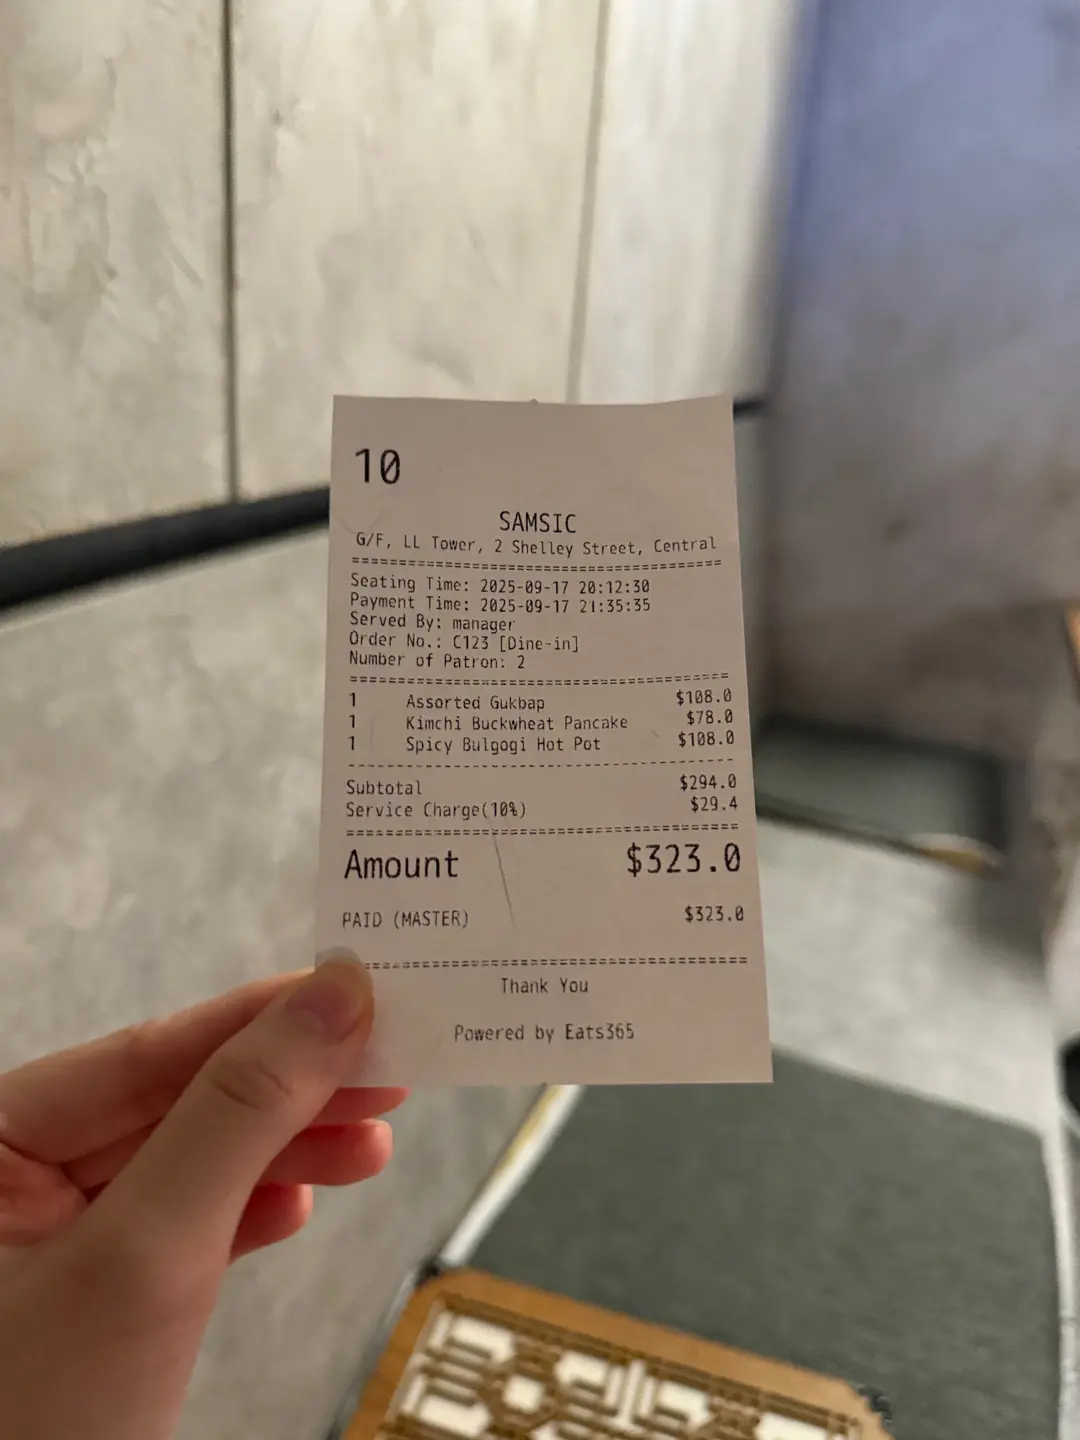 10
SAMSIC
G/F, LL Tower, 2 Shelley Street, Central
============================================
Seating Time: 2025-09-17 20:12:30
Payment Time: 2025-09-17 21:35:35
Served By: manager
Order No.: C123 [Dine-in]
Number of Patron: 2
============================================
1 Assorted Gukbap $108.0
1 Kimchi Buckwheat Pancake $78.0
1 Spicy Bulgogi Hot Pot $108.0
--------------------------------------------
Subtotal $294.0
Service Charge(10%) $29.4
============================================
Amount $323.0
PAID (MASTER) $323.0
============================================
Thank You
Powered by Eats365